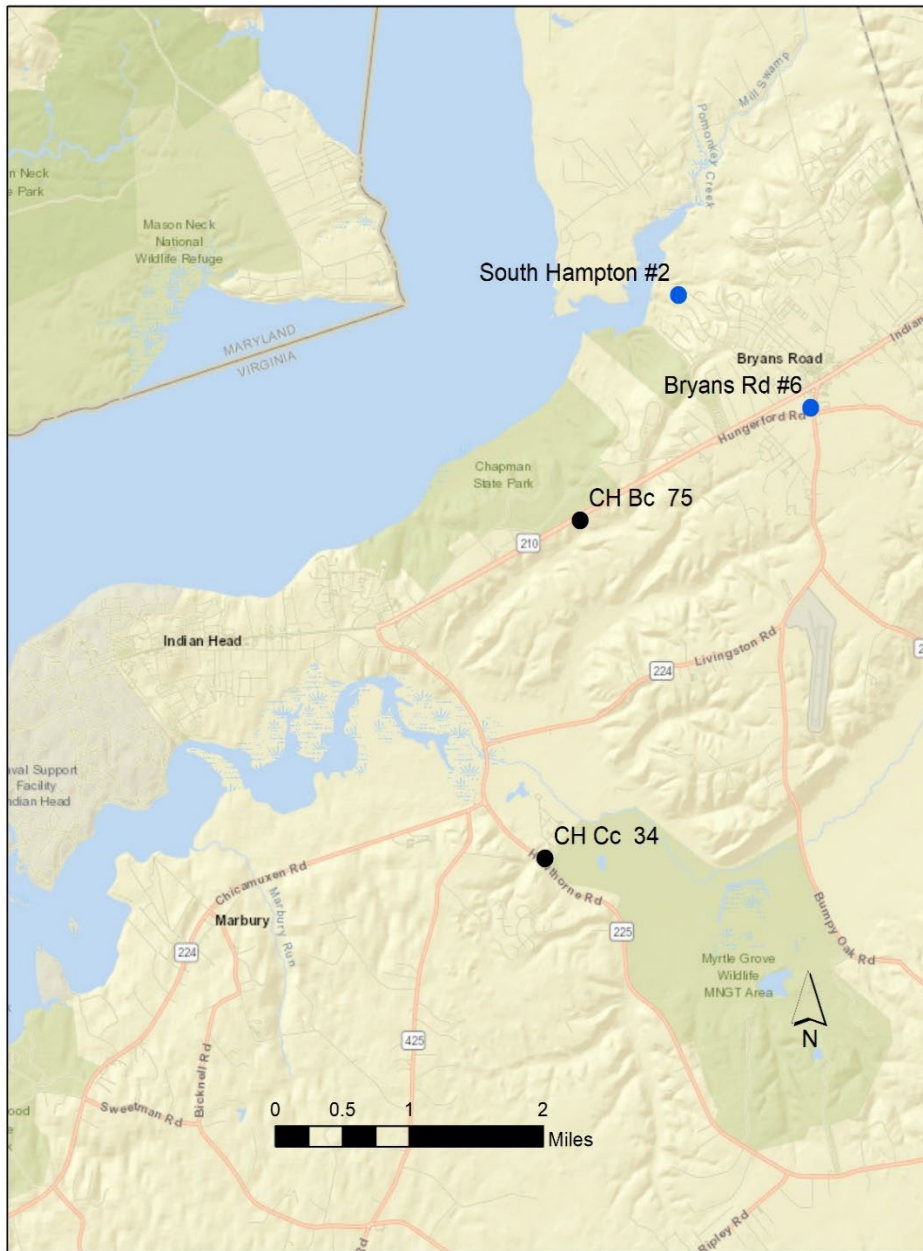 Mill Swamp
Pomonkey
Creek
n Neck
Park
Mason Neck
National
Wildlife Refuge
South Hampton #2
MARYLAND
VIRGINIA
Bryans Road
Indian
Bryans Rd #6
Hungerford Rd
Chapman
State Park
CH Bc 75
210
Indian Head
Livingston Rd
224
2
aval Support
Facility
ndian Head
CH Cc 34
Hawthorne Rd
Chicamuxen Rd
Marbury Run
Marbury
225
Bumpy Oak Rd
224
Myrtle Grove
Wildlife
MNGT Area
N
425
Bicknell Rd
ood
Sweetman Rd
0 0.5 1 2
Miles
Rd
Ripley Rd